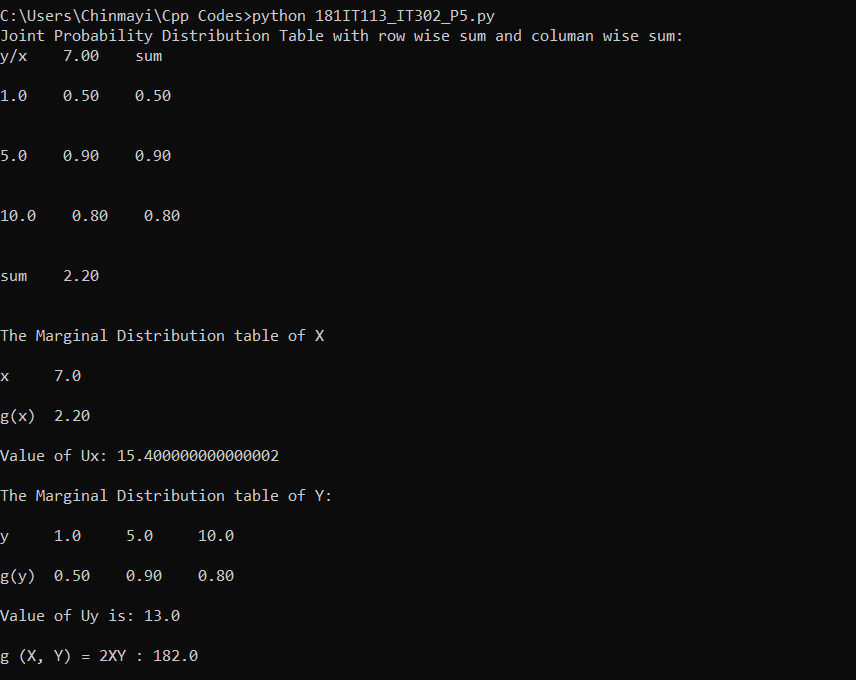 C:\Users\Chinmayi\Cpp Codes>python 181IT113_IT302_P5.py
Joint Probability Distribution Table with row wise sum and columan wise sum:
y/x    7.00    sum
1.0    0.50    0.50
5.0    0.90    0.90
10.0    0.80    0.80
sum    2.20
The Marginal Distribution table of X
x     7.0
g(x)  2.20
Value of Ux: 15.400000000000002
The Marginal Distribution table of Y:
y     1.0     5.0     10.0
g(y)  0.50    0.90    0.80
Value of Uy is: 13.0
g (X, Y) = 2XY : 182.0